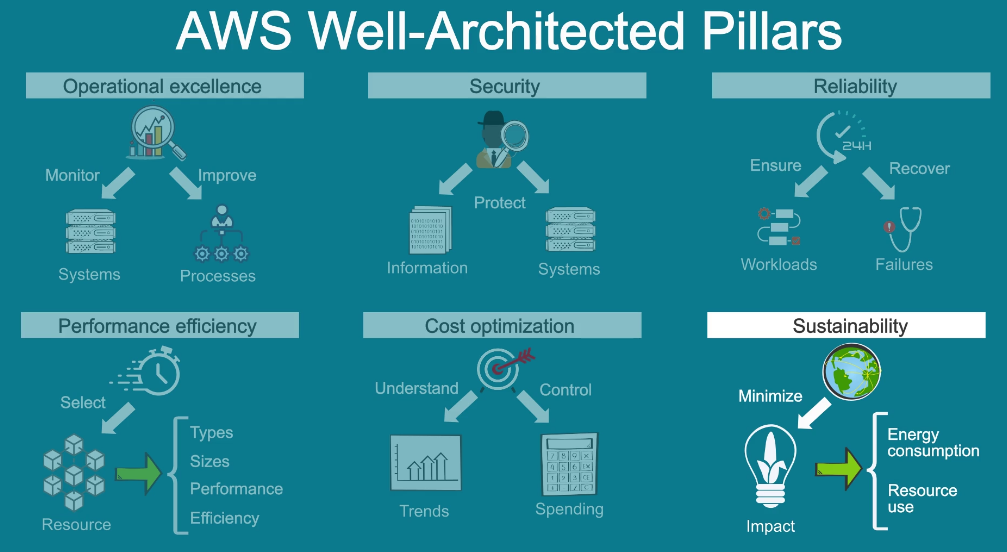 AWS Well-Architected Pillars
Operational excellence
Monitor
Improve
Systems
Processes
Security
Protect
Information
Systems
Reliability
24H
Ensure
Recover
Workloads
Failures
Performance efficiency
Select
Resource
Types
Sizes
Performance
Efficiency
Cost optimization
Understand
Control
Trends
Spending
Sustainability
Minimize
Impact
Energy
consumption
Resource
use